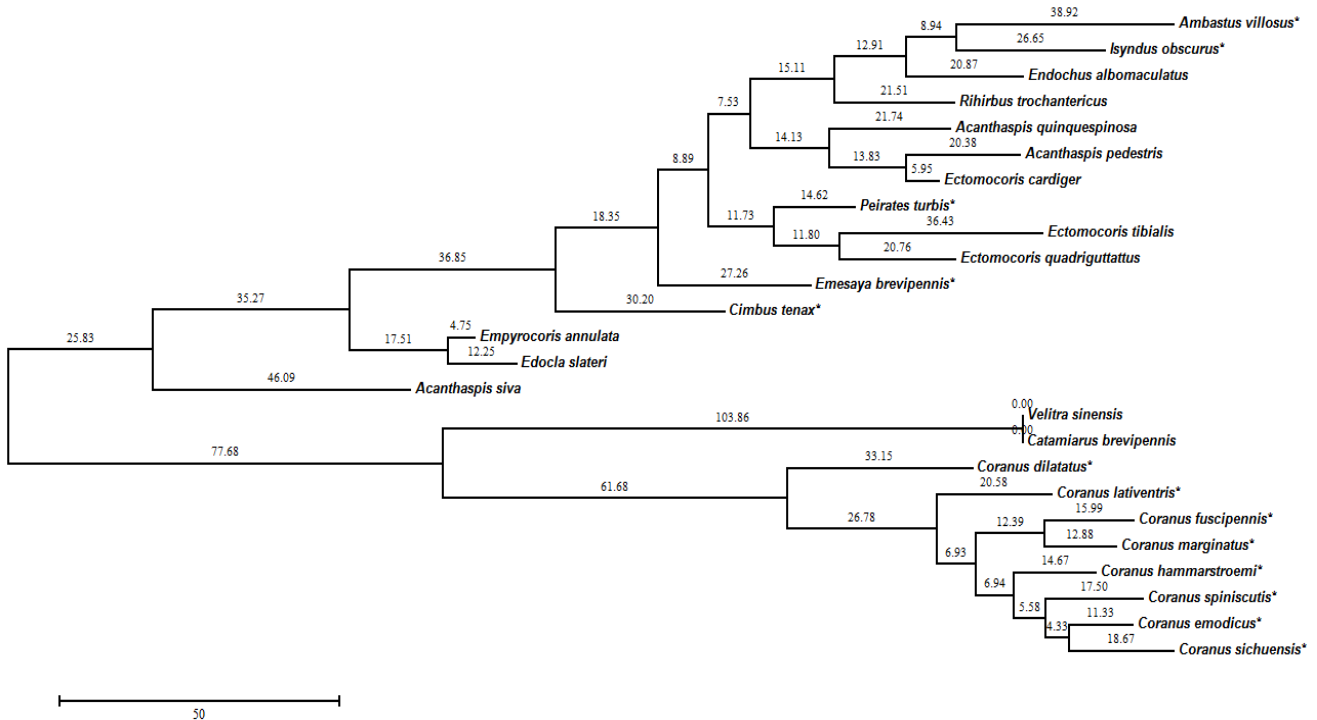 38.92
Ambastus villosus*
8.94
26.65
Isyndus obscurus*
12.91
20.87
Endochus albomaculatus
15.11
21.51
Rihirbus trochantericus
7.53
21.74
Acanthaspis quinquespinosa
14.13
20.38
Acanthaspis pedestris
13.83
5.95
Ectomocoris cardiger
8.89
14.62
Peirates turbis*
11.73
36.43
Ectomocoris tibialis
11.80
20.76
Ectomocoris quadriguttattus
18.35
27.26
Emesaya brevipennis*
36.85
30.20
Cimbus tenax*
35.27
4.75
Empyrocoris annulata
17.51
12.25
Edocla slateri
25.83
46.09
Acanthaspis siva
0.00
Velitra sinensis
103.86
0.00
Catamiarus brevipennis
77.68
33.15
Coranus dilatatus*
61.68
20.58
Coranus lativentris*
26.78
15.99
Coranus fuscipennis*
12.39
12.88
Coranus marginatus*
6.93
14.67
Coranus hammarstroemi*
6.94
17.50
Coranus spiniscutis*
5.58
11.33
Coranus emodicus*
4.33
18.67
Coranus sichuensis*
50